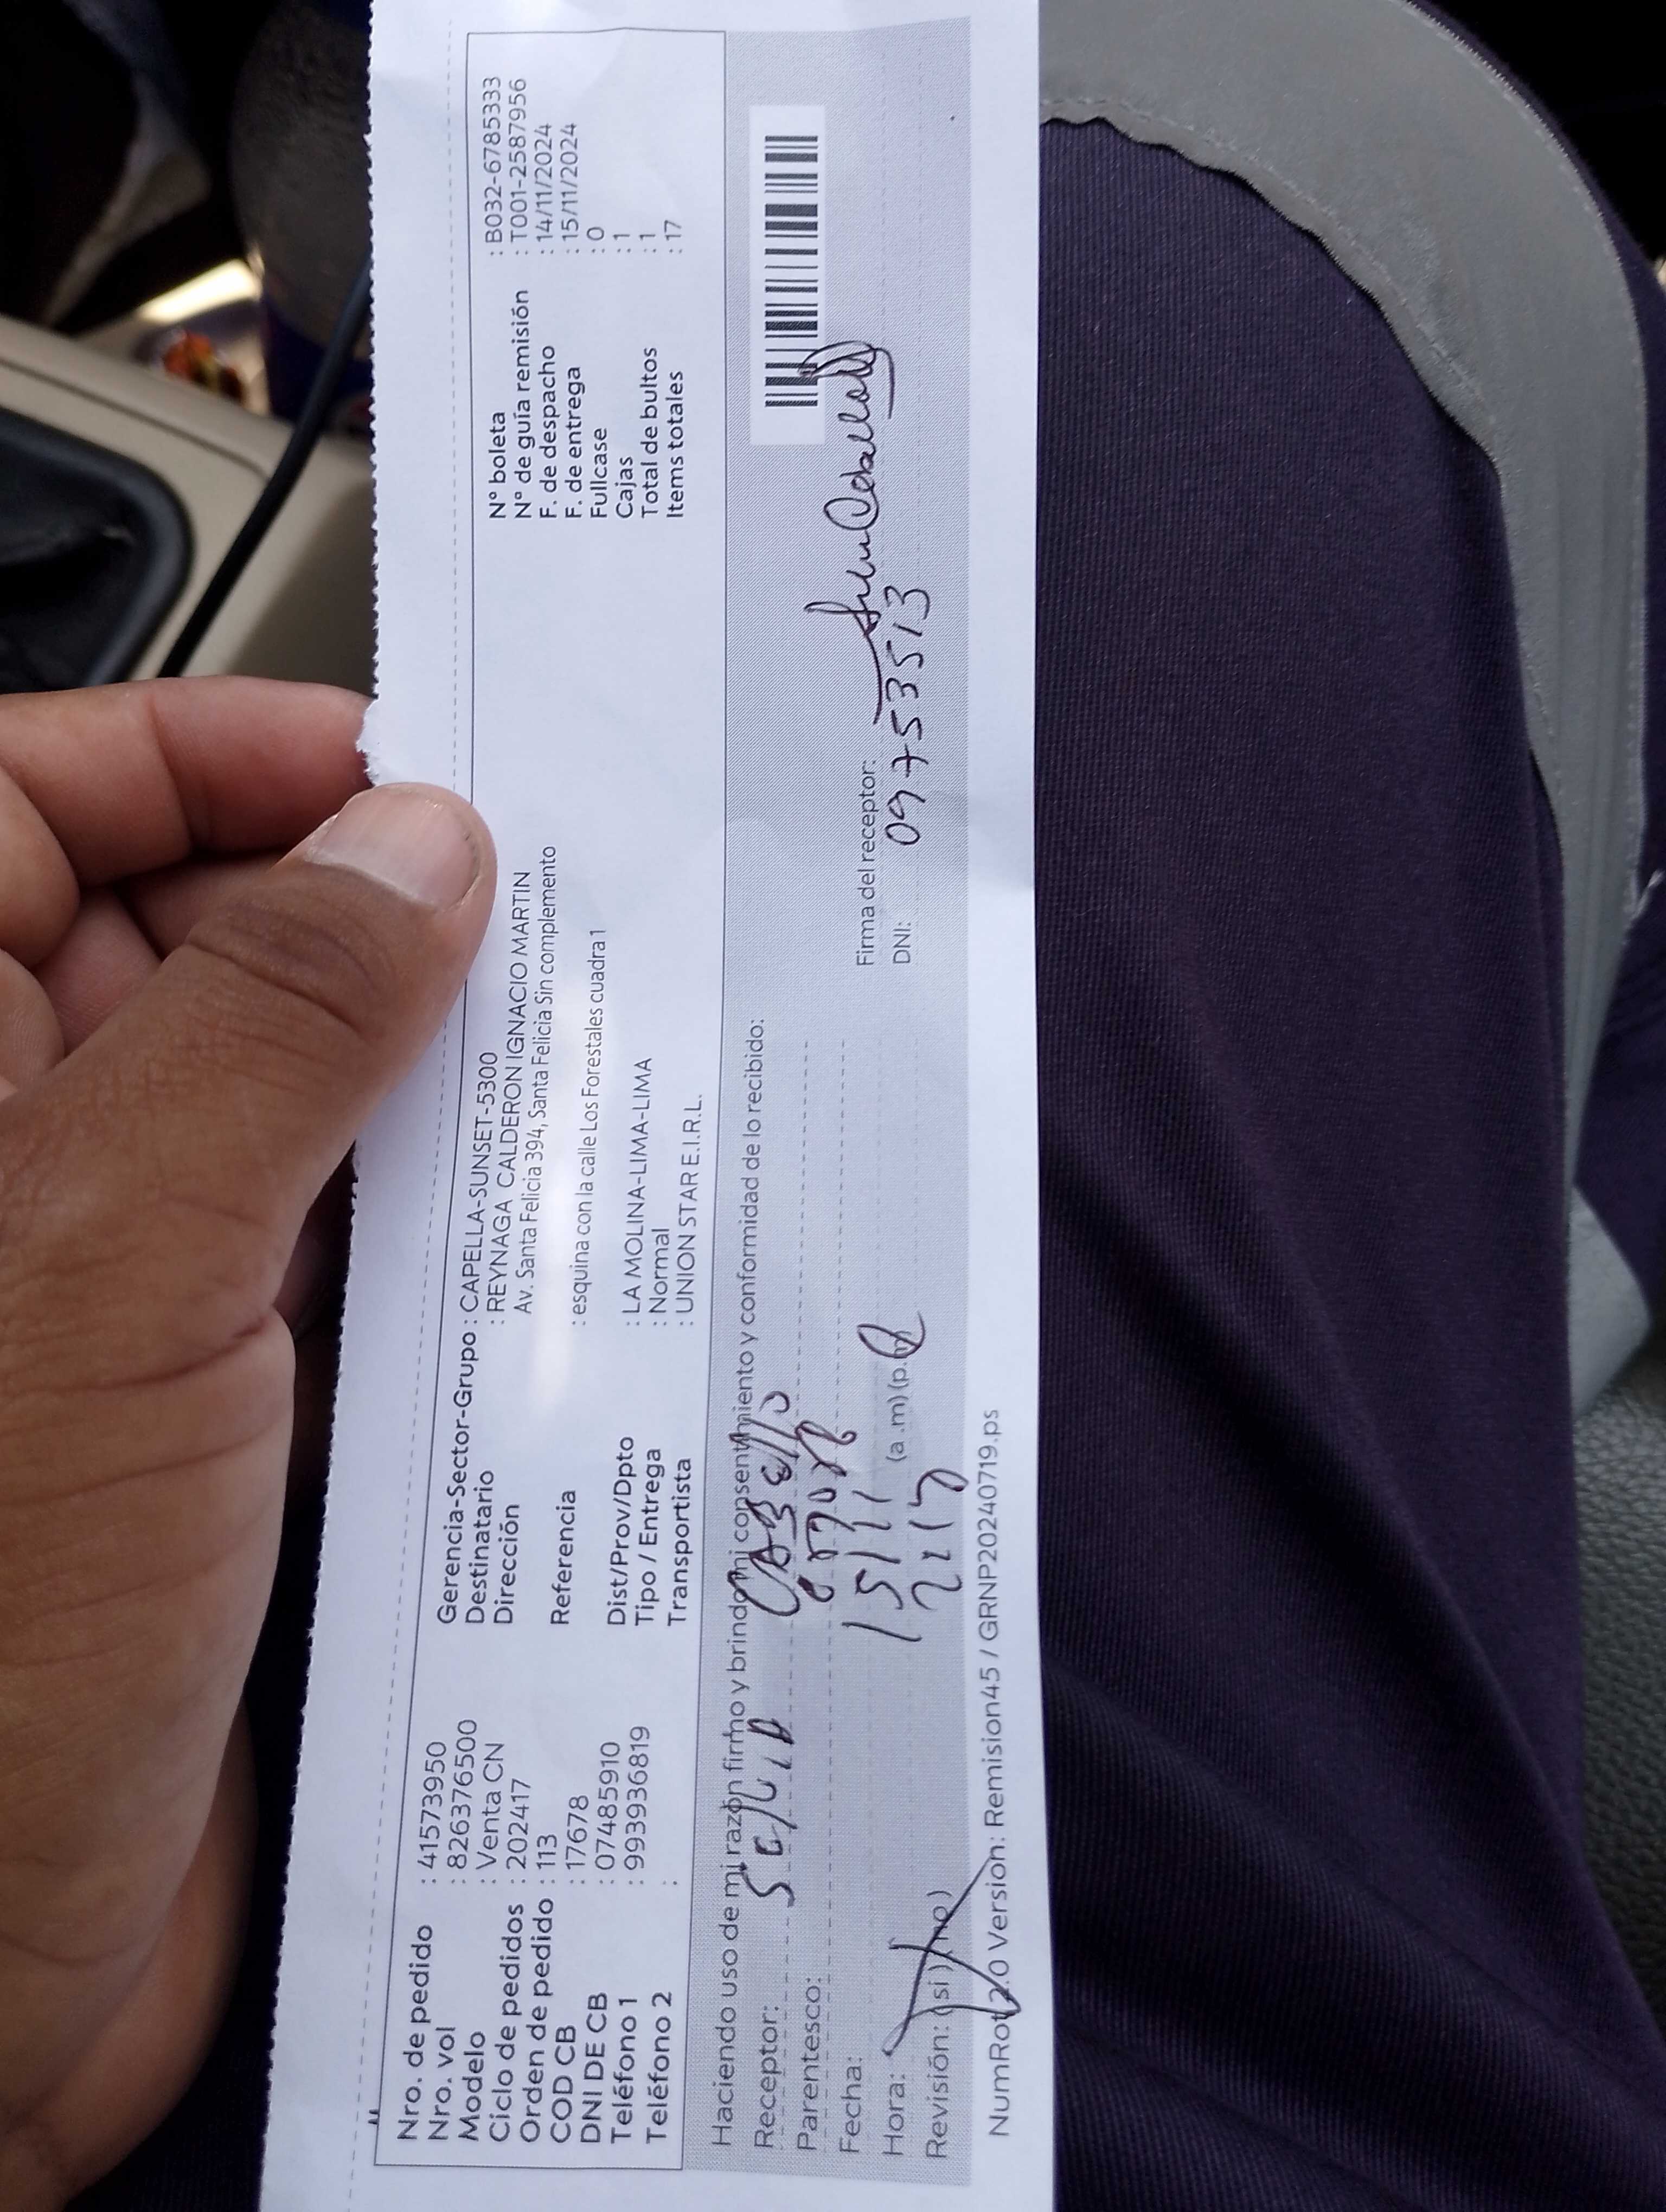 Nro. de pedido : 415739950
Nro. vol : 826376500
Modelo : Venta CN
Ciclo de pedidos : 202417
Orden de pedido : 113
COD CB : 17678
DNI DE CB : 07485910
Teléfono 1 : 993936819
Teléfono 2 :
Gerencia-Sector-Grupo : CAPELLA-SUNSET-5300
Destinatario : REYNAGA CALDERON IGNACIO MARTIN
Dirección Av. Santa Felicia 394, Santa Felicia Sin complemento
Referencia : esquina con la calle Los Forestales cuadra 1
Dist/Prov/Dpto : LA MOLINA-LIMA-LIMA
Tipo / Entrega : Normal
Transportista : UNION STAR E.I.R.L.
N° boleta : B032-6785333
N° de guía remisión : T001-2587956
F. de despacho : 14/11/2024
F. de entrega : 15/11/2024
Fullcase : 0
Cajas : 1
Total de bultos : 1
Items totales : 17
Haciendo uso de mi razón firmo y brindo mi consentimiento y conformidad de lo recibido:
Receptor: CABELLO
Parentesco:
Fecha: 15/11
Hora: (a.m) (p.m)
Revisión: (si) (no)
Firma del receptor:
DNI: 09753513
NumRot 2.0 Version: Remision45 / GRNP20240719.ps